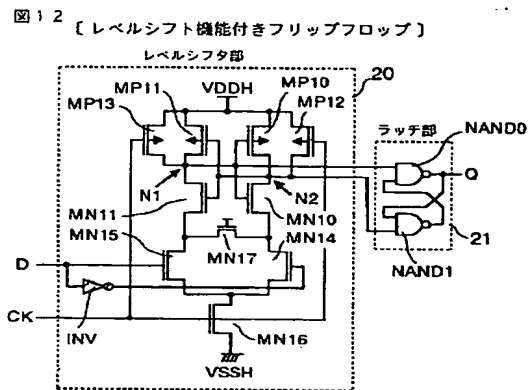 図12
[レベルシフト機能付きフリップフロップ]
レベルシフタ部
20
VDDH
MP13
MP11
MP10
MP12
ラッチ部
NAND0
N1
N2
Q
MN11
MN10
MN15
MN14
MN17
21
NAND1
D
CK
INV
MN16
VSSH